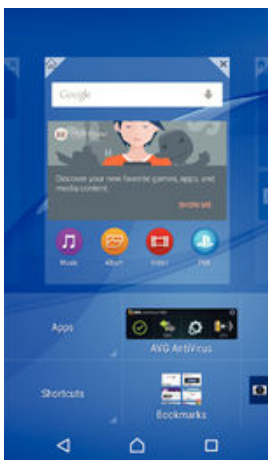 Google
Discover your new favorite games, apps, and
media content.
SHOW ME
Music
Album
Video
Apps
AVG AntiVirus
Shortcuts
Bookmarks